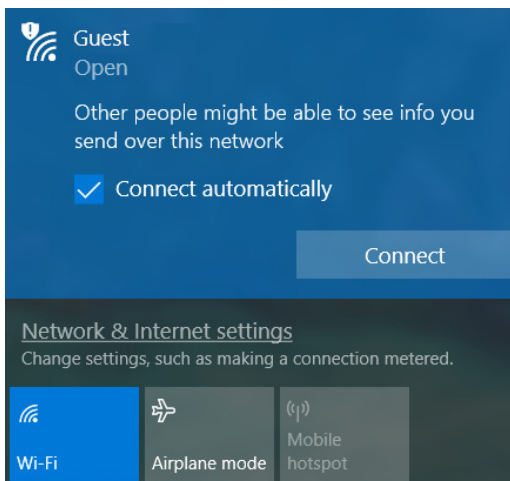 Guest
Open
Other people might be able to see info you
send over this network
Connect automatically
Connect
Network & Internet settings
Change settings, such as making a connection metered.
Wi-Fi
Airplane mode
Mobile
hotspot